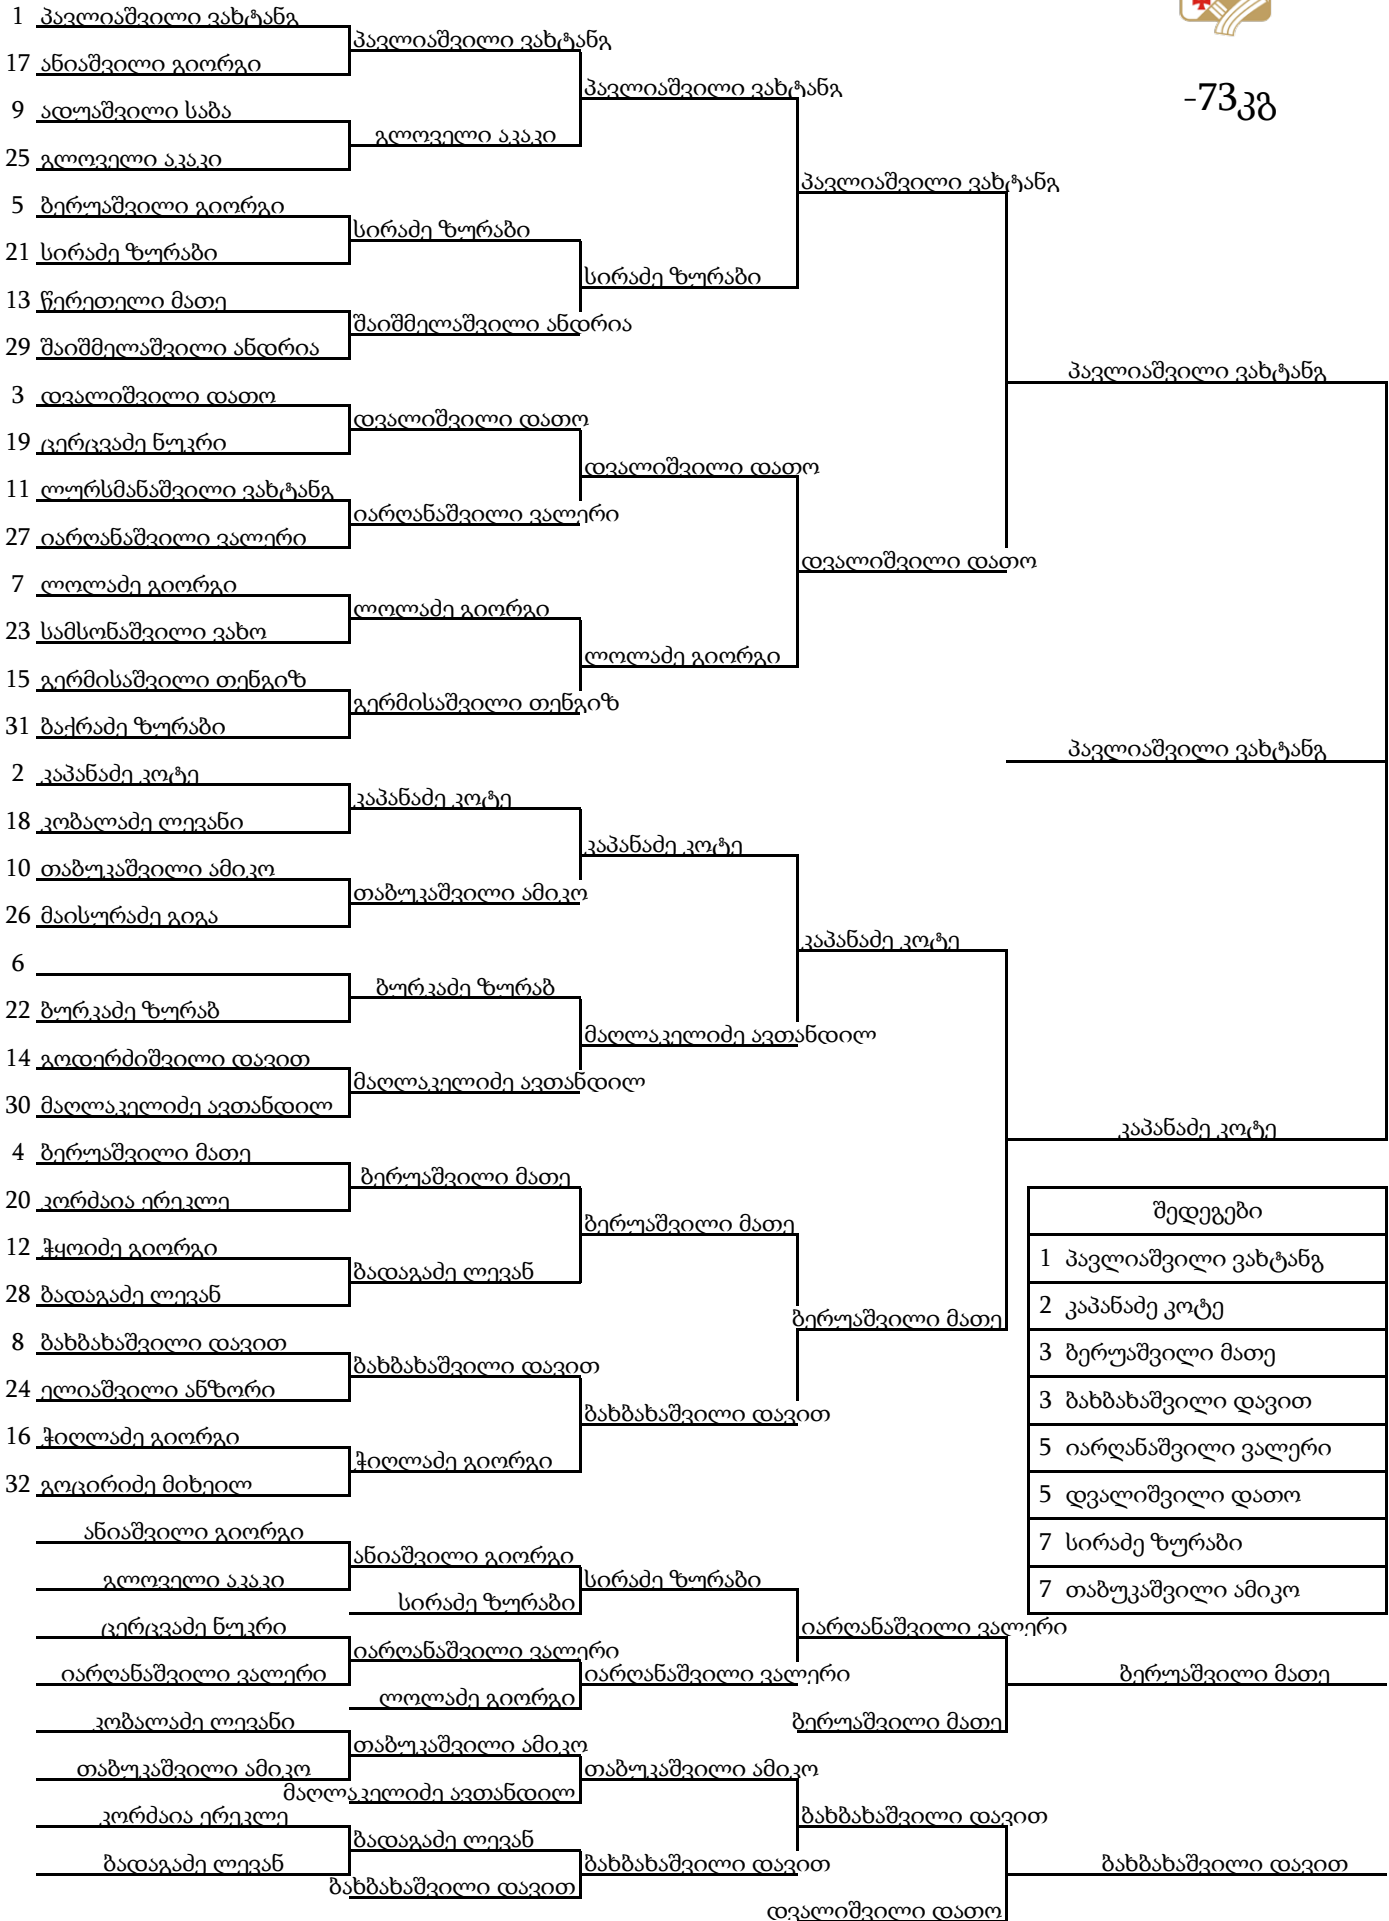 1 პავლიაშვილი ვახტანგ
პავლიაშვილი ვახტანგ
17 ანიაშვილი გიორგი
პავლიაშვილი ვახტანგ
-73კგ
9 ადუაშვილი საბა
გლოველი აკაკი
25 გლოველი აკაკი
პავლიაშვილი ვახტანგ
5 ბერუაშვილი გიორგი
სირაძე ზურაბი
21 სირაძე ზურაბი
სირაძე ზურაბი
13 წერეთელი მათე
შაიშმელაშვილი ანდრია
29 შაიშმელაშვილი ანდრია
პავლიაშვილი ვახტანგ
3 დვალიშვილი დათო
დვალიშვილი დათო
19 ცერცვაძე ნუკრი
დვალიშვილი დათო
11 ლურსმანაშვილი ვახტანგ
იარღანაშვილი ვალერი
27 იარღანაშვილი ვალერი
დვალიშვილი დათო
7 ლოლაძე გიორგი
ლოლაძე გიორგი
23 სამსონაშვილი ვახო
ლოლაძე გიორგი
15 გერმისაშვილი თენგიზ
გერმისაშვილი თენგიზ
31 ბაქრაძე ზურაბი
პავლიაშვილი ვახტანგ
2 კაპანაძე კოტე
კაპანაძე კოტე
18 კობალაძე ლევანი
კაპანაძე კოტე
10 თაბუკაშვილი ამიკო
თაბუკაშვილი ამიკო
26 მაისურაძე გიგა
კაპანაძე კოტე
6
ბურკაძე ზურაბ
22 ბურკაძე ზურაბ
მაღლაკელიძე ავთანდილ
14 გოდერძიშვილი დავით
მაღლაკელიძე ავთანდილ
30 მაღლაკელიძე ავთანდილ
კაპანაძე კოტე
4 ბერუაშვილი მათე
ბერუაშვილი მათე
20 კორძაია ერეკლე
ბერუაშვილი მათე
12 ჭყოიძე გიორგი
ბადაგაძე ლევან
28 ბადაგაძე ლევან
ბერუაშვილი მათე
8 ბახბახაშვილი დავით
ბახბახაშვილი დავით
24 ელიაშვილი ანზორი
ბახბახაშვილი დავით
16 ჭიღლაძე გიორგი
ჭიღლაძე გიორგი
32 გოცირიძე მიხეილ
შედეგები
1 პავლიაშვილი ვახტანგ
2 კაპანაძე კოტე
3 ბერუაშვილი მათე
3 ბახბახაშვილი დავით
5 იარღანაშვილი ვალერი
5 დვალიშვილი დათო
7 სირაძე ზურაბი
7 თაბუკაშვილი ამიკო
ანიაშვილი გიორგი
ანიაშვილი გიორგი
გლოველი აკაკი
სირაძე ზურაბი
სირაძე ზურაბი
ცერცვაძე ნუკრი
იარღანაშვილი ვალერი
იარღანაშვილი ვალერი
იარღანაშვილი ვალერი
იარღანაშვილი ვალერი
ბერუაშვილი მათე
ლოლაძე გიორგი
კობალაძე ლევანი
ბერუაშვილი მათე
თაბუკაშვილი ამიკო
თაბუკაშვილი ამიკო
თაბუკაშვილი ამიკო
მაღლაკელიძე ავთანდილ
კორძაია ერეკლე
ბახბახაშვილი დავით
ბადაგაძე ლევან
ბადაგაძე ლევან
ბახბახაშვილი დავით
ბახბახაშვილი დავით
ბახბახაშვილი დავით
დვალიშვილი დათო